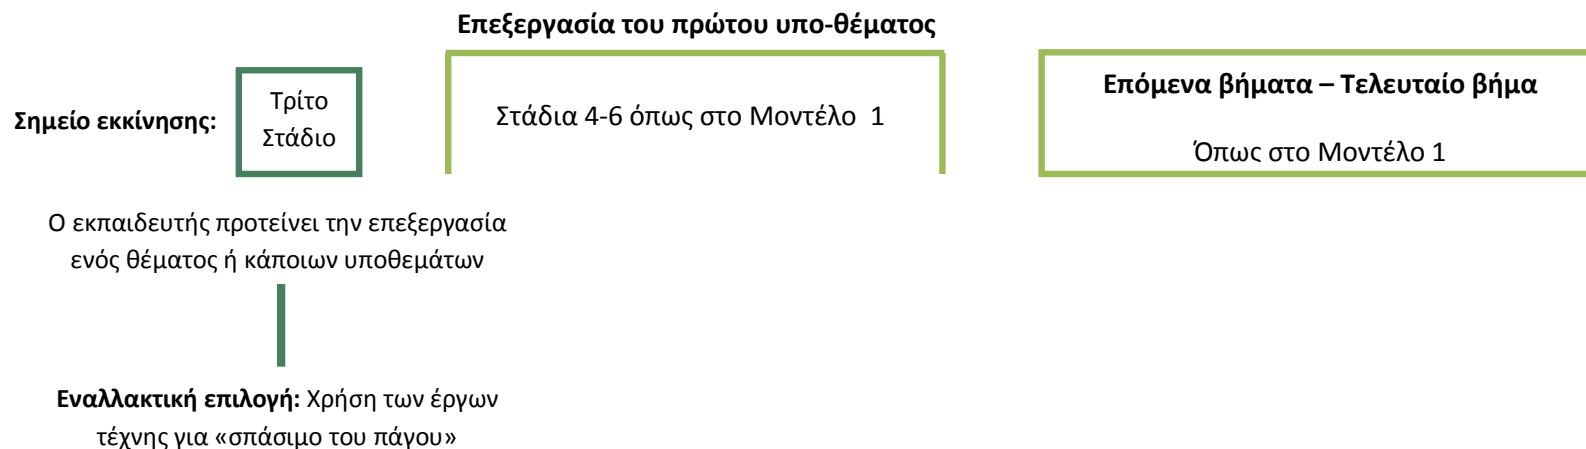 Επεξεργασία του πρώτου υπο-θέματος
Σημείο εκκίνησης:
Τρίτο
Στάδιο
Στάδια 4-6 όπως στο Μοντέλο 1
Επόμενα βήματα – Τελευταίο βήμα
Όπως στο Μοντέλο 1
Ο εκπαιδευτής προτείνει την επεξεργασία
ενός θέματος ή κάποιων υποθεμάτων
Εναλλακτική επιλογή: Χρήση των έργων
τέχνης για «σπάσιμο του πάγου»